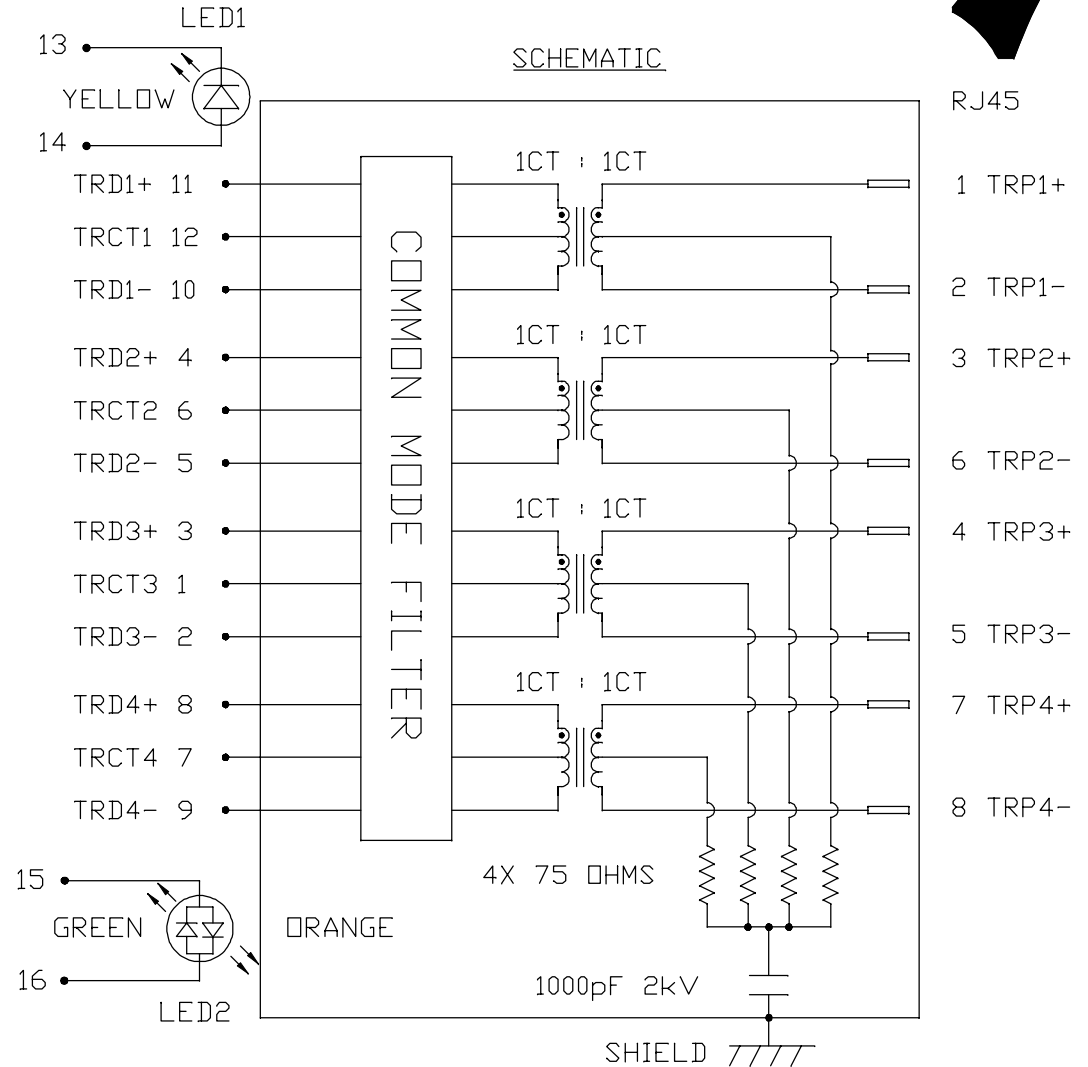 LED1
13
SCHEMATIC
YELLOW
RJ45
14
1CT : 1CT
TRD1+ 11
1 TRP1+
TRCT1 12
TRD1- 10
2 TRP1-
1CT : 1CT
TRD2+ 4
3 TRP2+
TRCT2 6
TRD2- 5
6 TRP2-
1CT : 1CT
TRD3+ 3
4 TRP3+
TRCT3 1
TRD3- 2
5 TRP3-
1CT : 1CT
TRD4+ 8
7 TRP4+
TRCT4 7
TRD4- 9
8 TRP4-
COMMON MODE FILTER
4X 75 OHMS
15
GREEN
ORANGE
16
1000pF 2kV
LED2
SHIELD